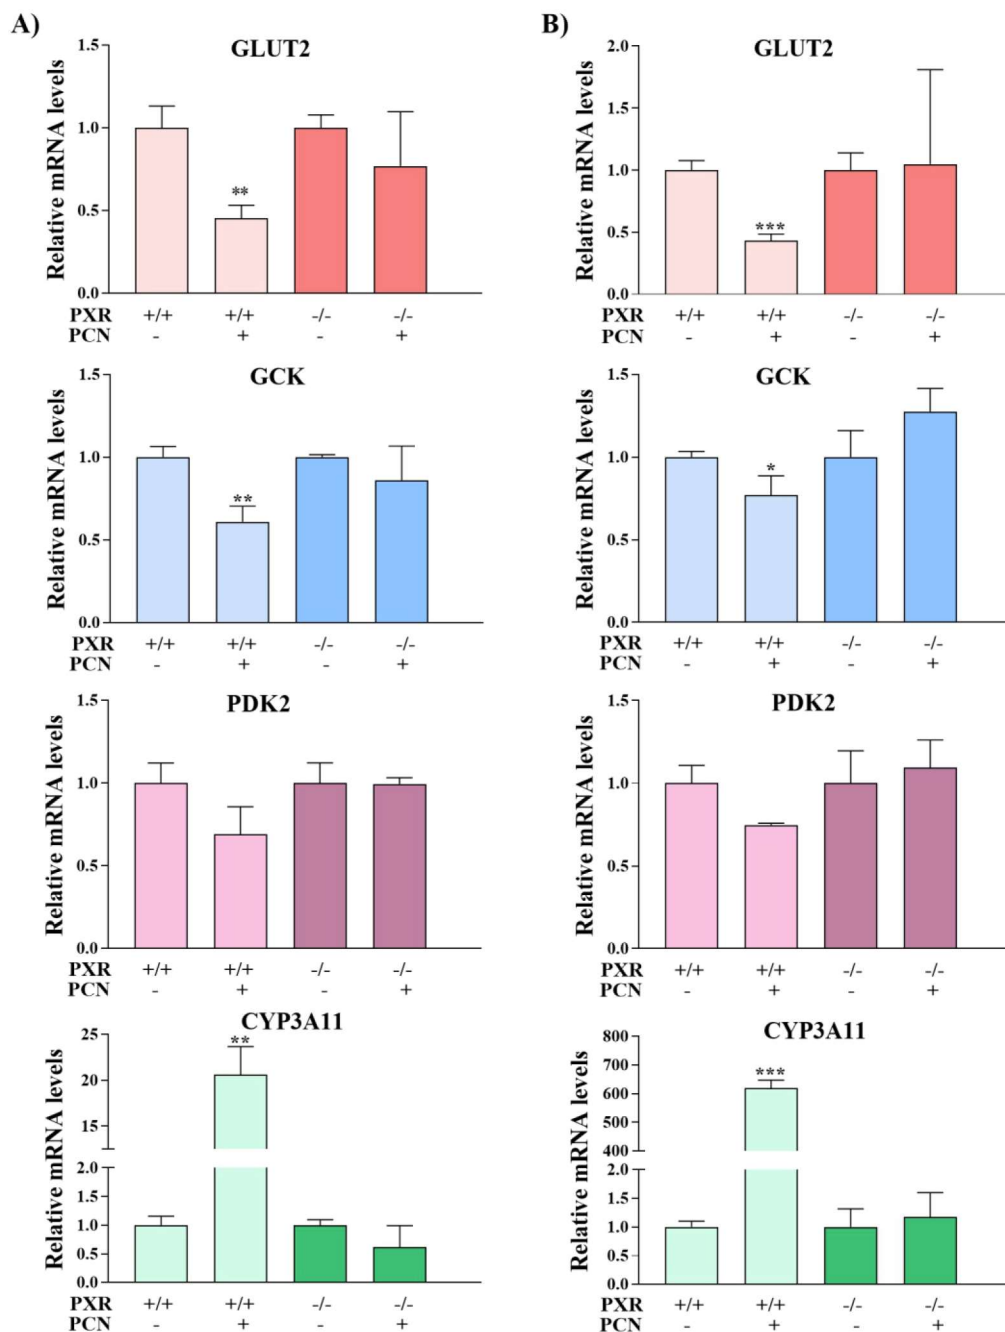 A)
GLUT2
Relative mRNA levels
1.5
1.0
**
0.5
0.0
PXR +/+ +/+ -/- -/-
PCN - + - +
B)
GLUT2
Relative mRNA levels
2.0
1.5
1.0
***
0.5
0.0
PXR +/+ +/+ -/- -/-
PCN - + - +
GCK
Relative mRNA levels
1.5
1.0
**
0.5
0.0
PXR +/+ +/+ -/- -/-
PCN - + - +
GCK
Relative mRNA levels
1.5
1.0
*
0.5
0.0
PXR +/+ +/+ -/- -/-
PCN - + - +
PDK2
Relative mRNA levels
1.5
1.0
0.5
0.0
PXR +/+ +/+ -/- -/-
PCN - + - +
PDK2
Relative mRNA levels
1.5
1.0
0.5
0.0
PXR +/+ +/+ -/- -/-
PCN - + - +
CYP3A11
Relative mRNA levels
25
**
20
15
2.0
1.5
1.0
0.5
0.0
PXR +/+ +/+ -/- -/-
PCN - + - +
CYP3A11
Relative mRNA levels
800
700
***
600
500
400
2.0
1.5
1.0
0.5
0.0
PXR +/+ +/+ -/- -/-
PCN - + - +